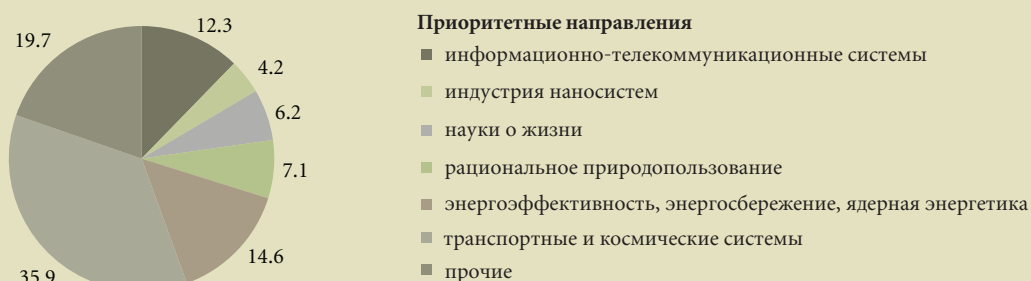 12.3
19.7
4.2
6.2
7.1
14.6
35.9
Приоритетные направления
информационно-телекоммуникационные системы
индустрия наносистем
науки о жизни
рациональное природопользование
энергоэффективность, энергосбережение, ядерная энергетика
транспортные и космические системы
прочие